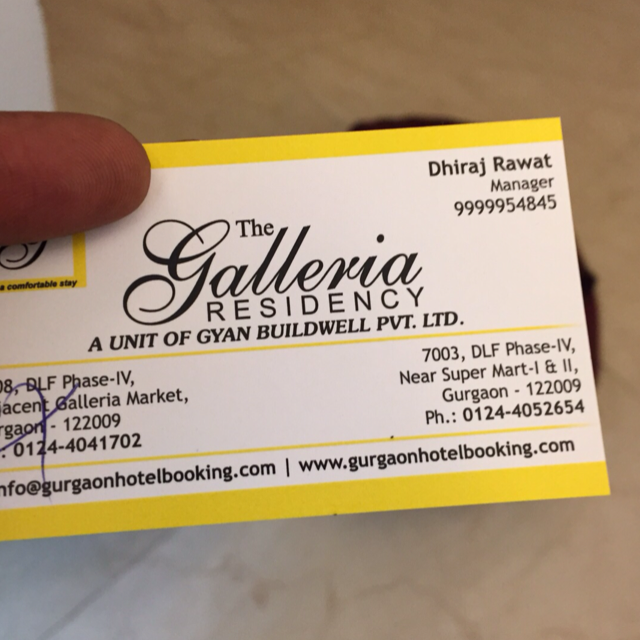 Dhiraj Rawat
Manager
9999954845
The
Galleria
RESIDENCY
A UNIT OF GYAN BUILDWELL PVT. LTD.
a comfortable stay
08, DLF Phase-IV,
Galleria Market,
- 122009
: 0124-4041702
7003, DLF Phase-IV,
Near Super Mart-I & II,
Gurgaon - 122009
Ph.: 0124-4052654
nfo@gurgaonhotelbooking.com | www.gurgaonhotelbooking.com